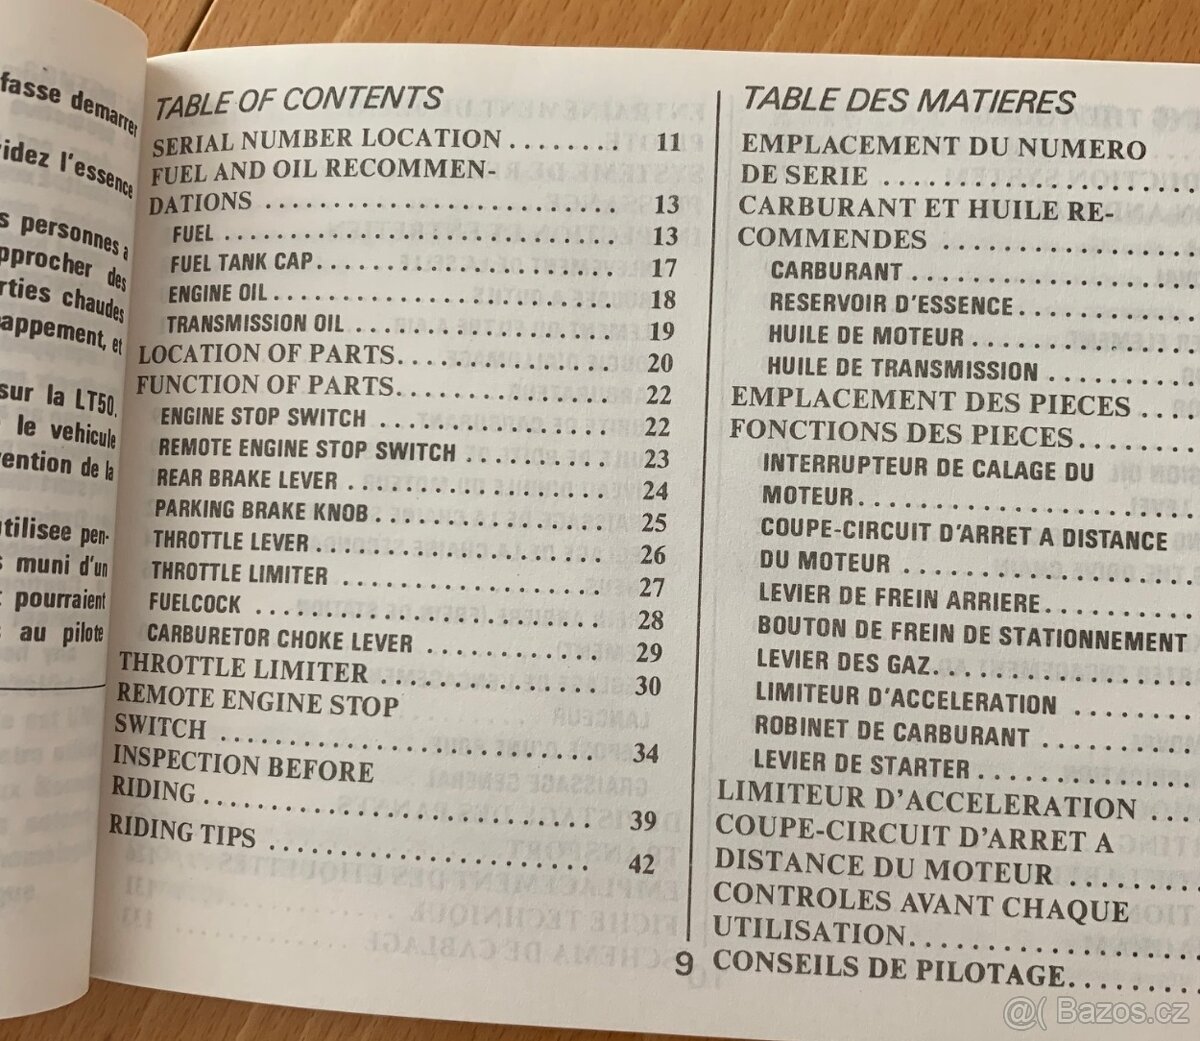 fasse demarrer
idez l'essence
s personnes a
pprocher des
rties chaudes
appement, et
sur la LT50.
le vehicule
vention de la
utilisee pen-
s muni d'un
t pourraient
s au pilote
TABLE OF CONTENTS
SERIAL NUMBER LOCATION ........ 11
FUEL AND OIL RECOMMEN-
DATIONS ........................ 13
FUEL ........................... 13
FUEL TANK CAP .................... 17
ENGINE OIL ....................... 18
TRANSMISSION OIL ................. 19
LOCATION OF PARTS .............. 20
FUNCTION OF PARTS .............. 22
ENGINE STOP SWITCH ............... 22
REMOTE ENGINE STOP SWITCH .......... 23
REAR BRAKE LEVER ................. 24
PARKING BRAKE KNOB ............... 25
THROTTLE LEVER ................... 26
THROTTLE LIMITER ................. 27
FUELCOCK ....................... 28
CARBURETOR CHOKE LEVER ............ 29
THROTTLE LIMITER ............... 30
REMOTE ENGINE STOP
SWITCH .......................... 34
INSPECTION BEFORE
RIDING .......................... 39
RIDING TIPS ...................... 42
TABLE DES MATIERES
EMPLACEMENT DU NUMERO
DE SERIE ......................
CARBURANT ET HUILE RE-
COMMENDES ..................
CARBURANT ....................
RESERVOIR D'ESSENCE ............
HUILE DE MOTEUR ................
HUILE DE TRANSMISSION ..........
EMPLACEMENT DES PIECES ....
FONCTIONS DES PIECES .........
INTERRUPTEUR DE CALAGE DU
MOTEUR ........................
COUPE-CIRCUIT D'ARRET A DISTANCE
DU MOTEUR .....................
LEVIER DE FREIN ARRIERE ..........
BOUTON DE FREIN DE STATIONNEMENT
LEVIER DES GAZ ..................
LIMITEUR D'ACCELERATION .........
ROBINET DE CARBURANT ...........
LEVIER DE STARTER ...............
LIMITEUR D'ACCELERATION ....
COUPE-CIRCUIT D'ARRET A
DISTANCE DU MOTEUR .........
CONTROLES AVANT CHAQUE
UTILISATION ...................
CONSEILS DE PILOTAGE .........
9
@( Bazos.cz